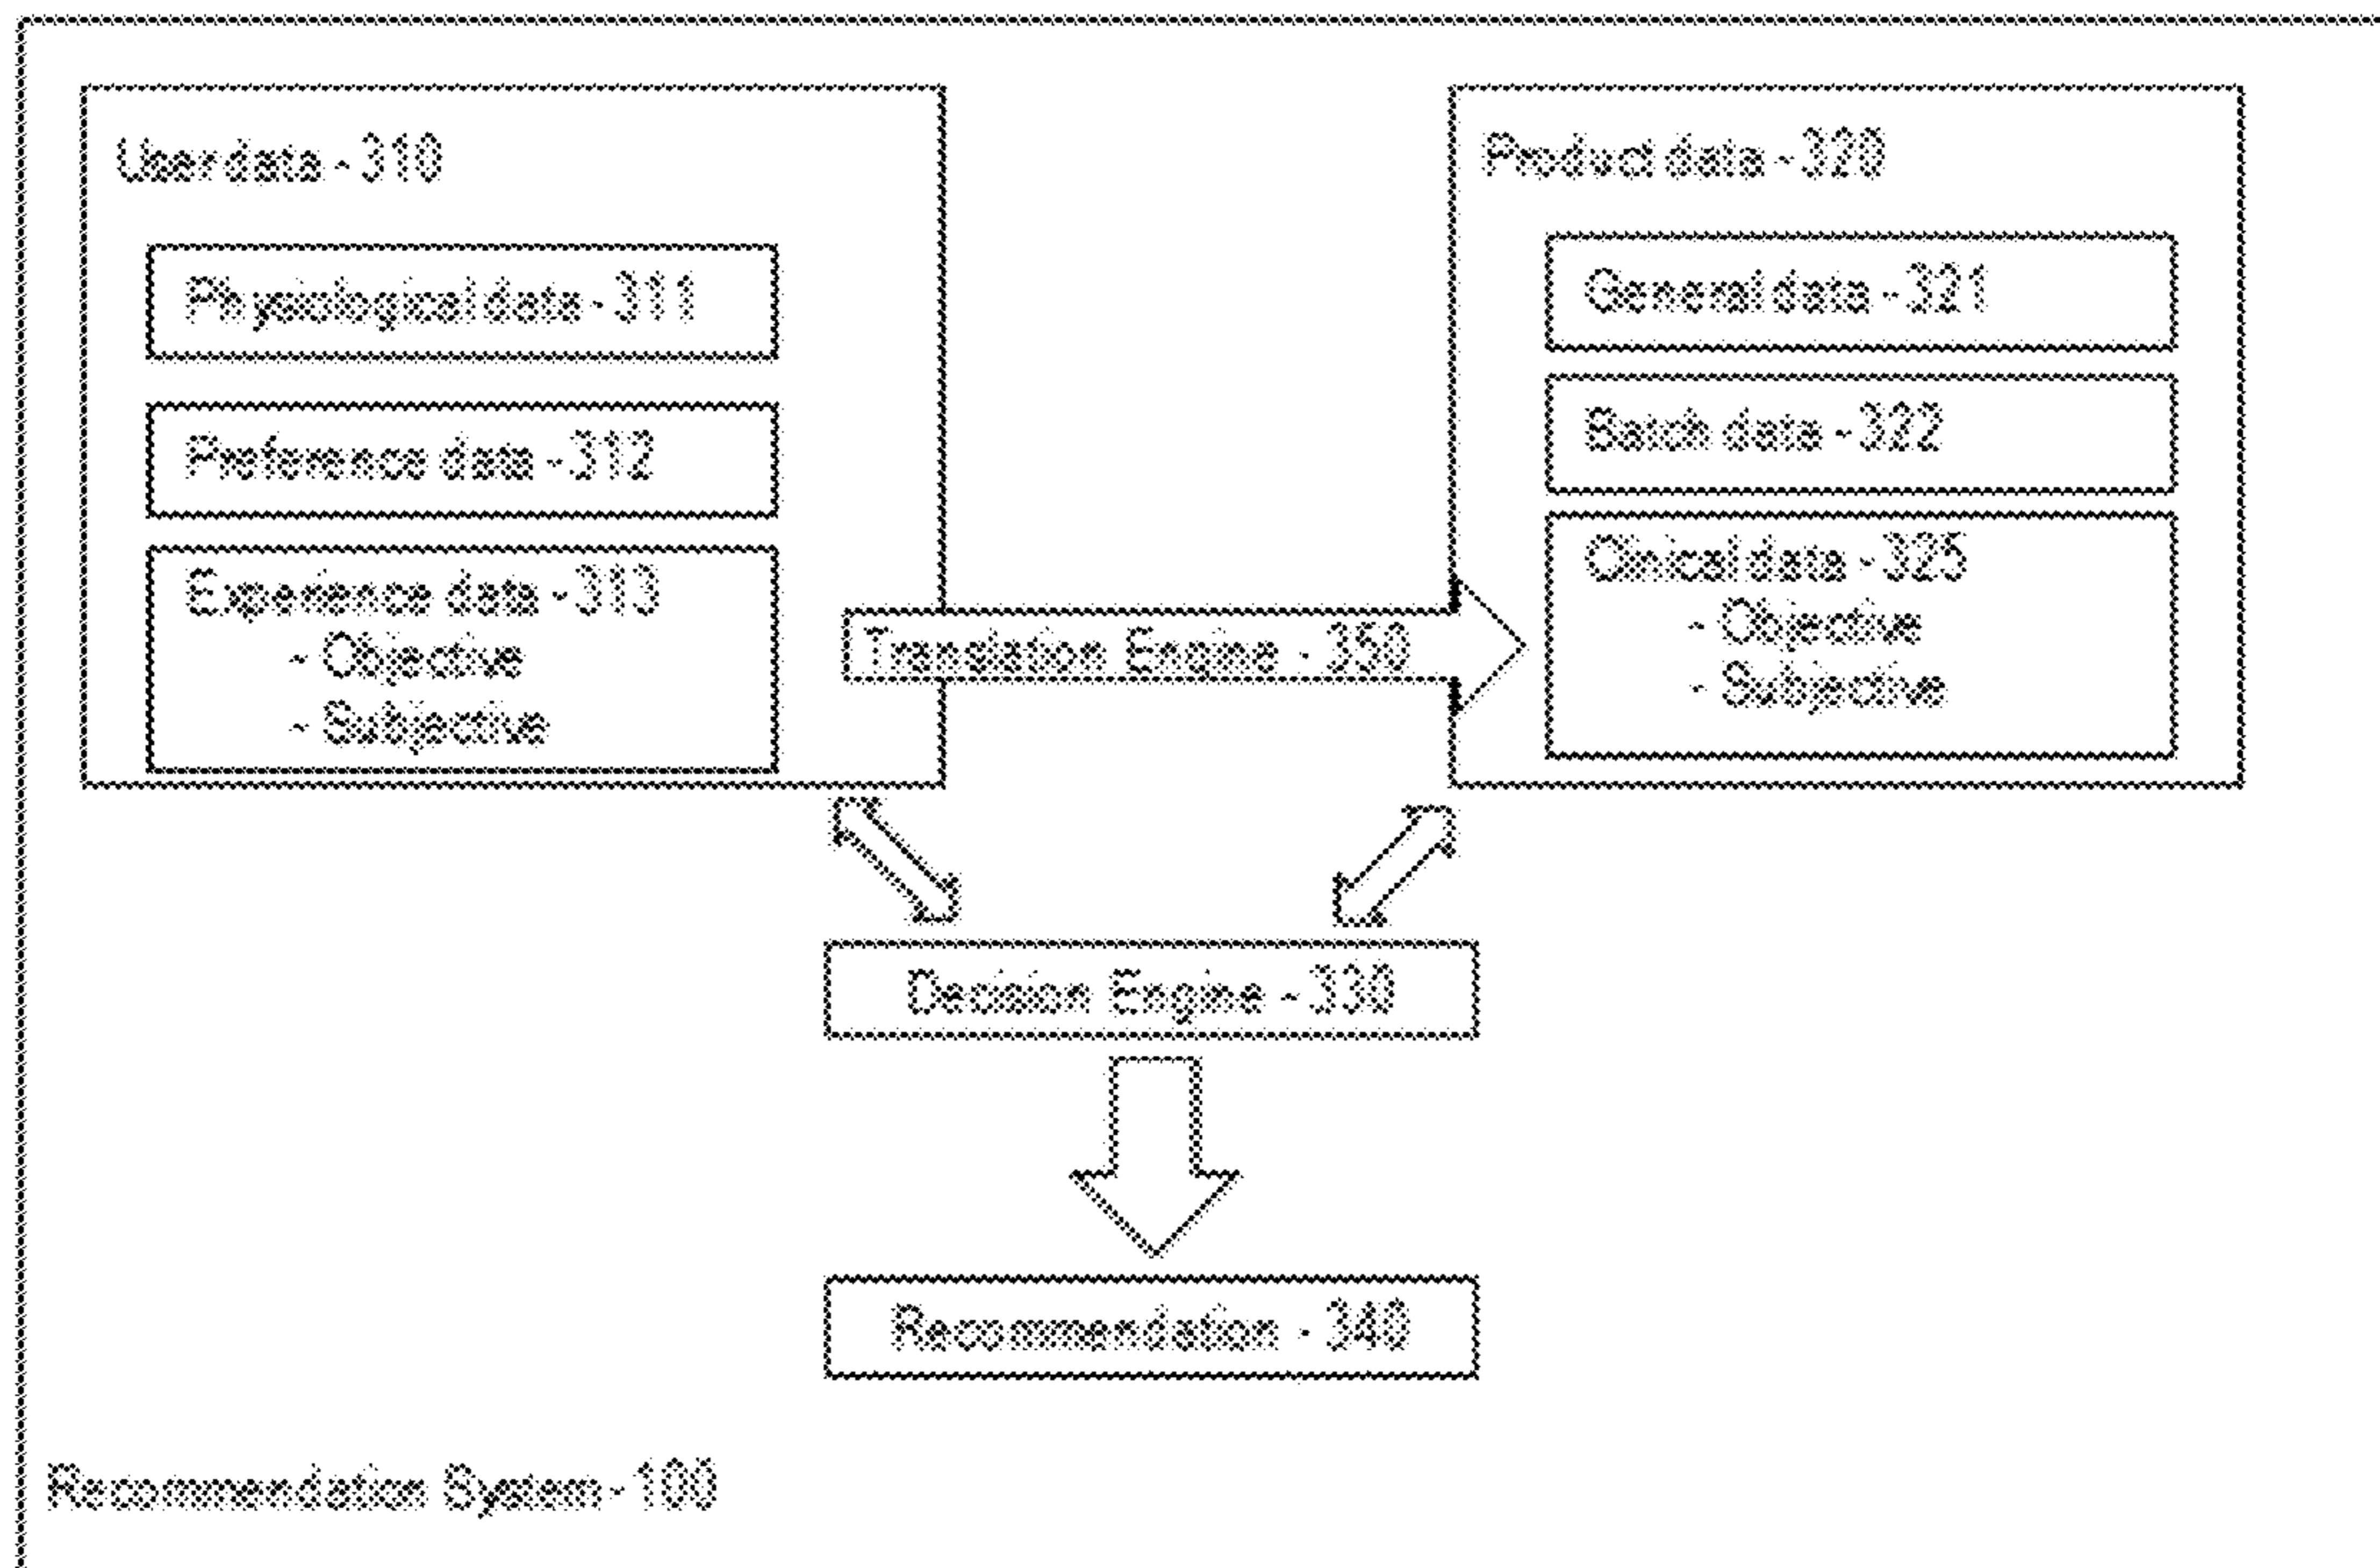 User data - 310
Physiological data - 311
Preference data - 312
Experience data - 313
- Objective
- Subjective
Translation Engine - 350
Product data - 320
General data - 321
Batch data - 322
Clinical data - 323
- Objective
- Subjective
Decision Engine - 330
Recommendation - 340
Recommendation System - 100